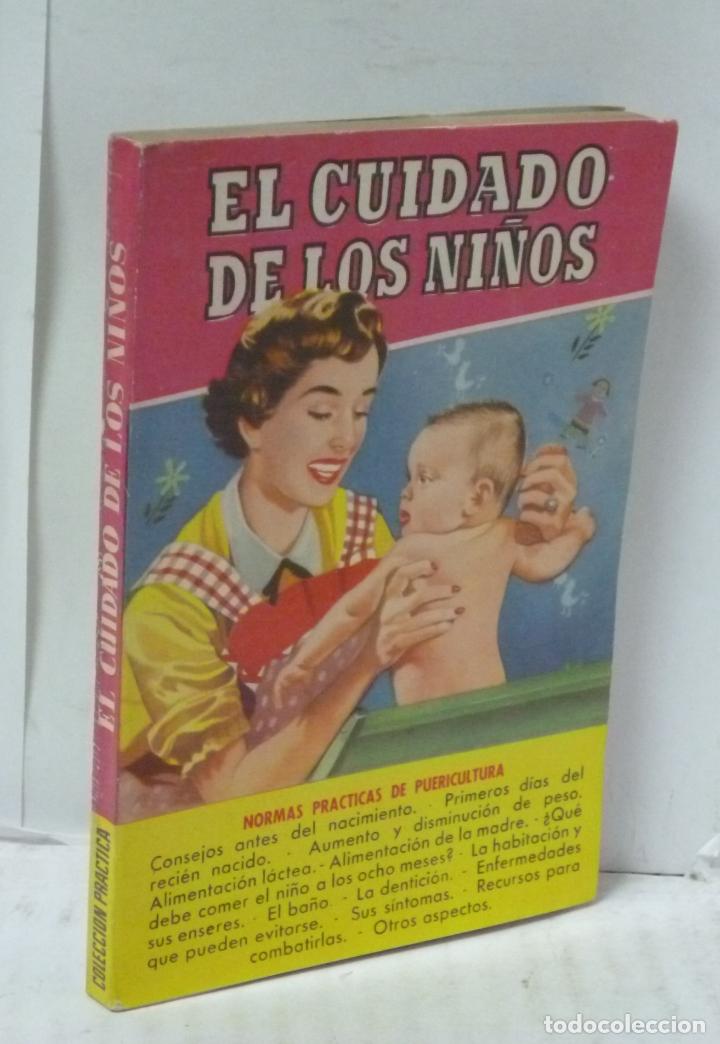 EL CUIDADO
DE LOS NIÑOS
NORMAS PRACTICAS DE PUERICULTURA
Consejos antes del nacimiento. - Primeros días del
recién nacido. - Aumento y disminución de peso.
Alimentación láctea. - Alimentación de la madre. - ¿Qué
debe comer el niño a los ocho meses? - La habitación y
sus enseres. - El baño. - La dentición. - Enfermedades
que pueden evitarse. - Sus síntomas. - Recursos para
combatirlas. - Otros aspectos.
COLECCION PRACTICA
EL CUIDADO DE LOS NIÑOS
todocoleccion